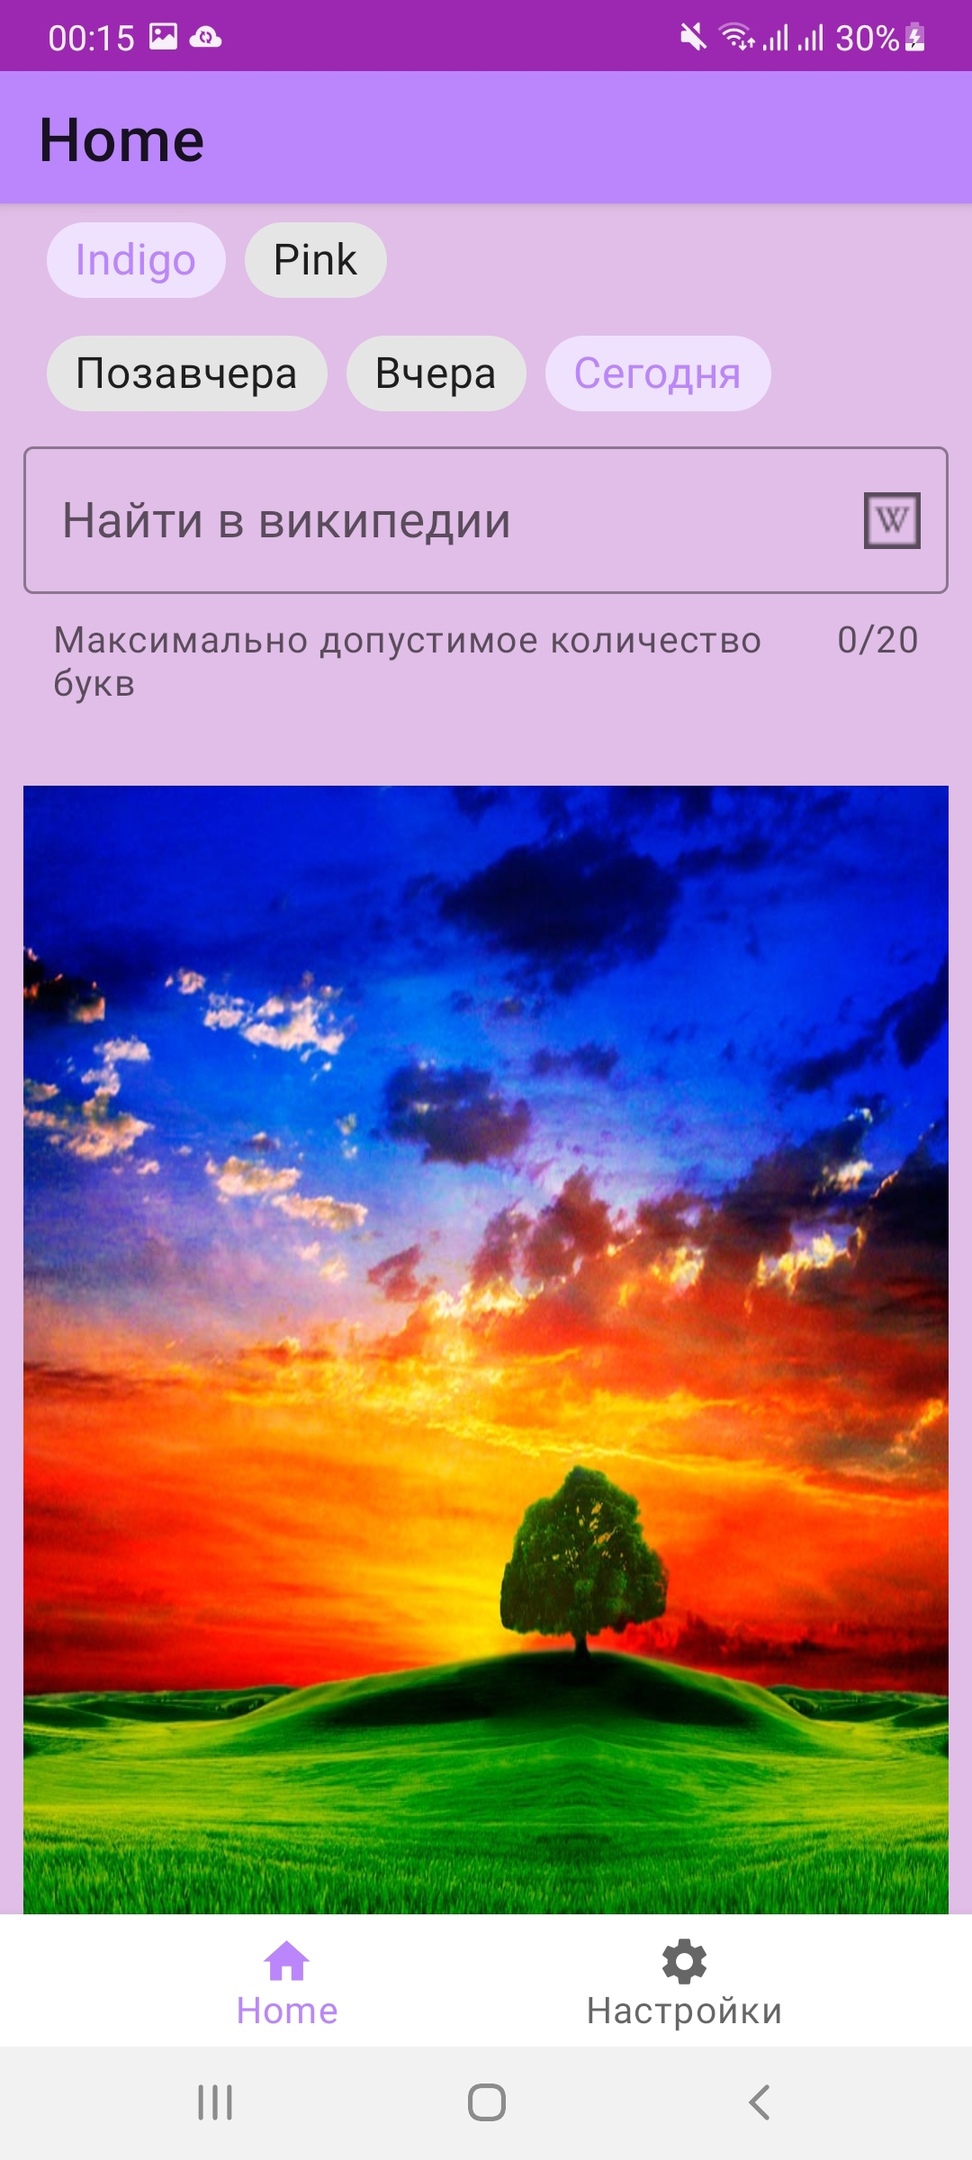 00:15 30%
Home
Indigo Pink
Позавчера Вчера Сегодня
Найти в википедии W
Максимально допустимое количество 0/20
букв
Home Настройки